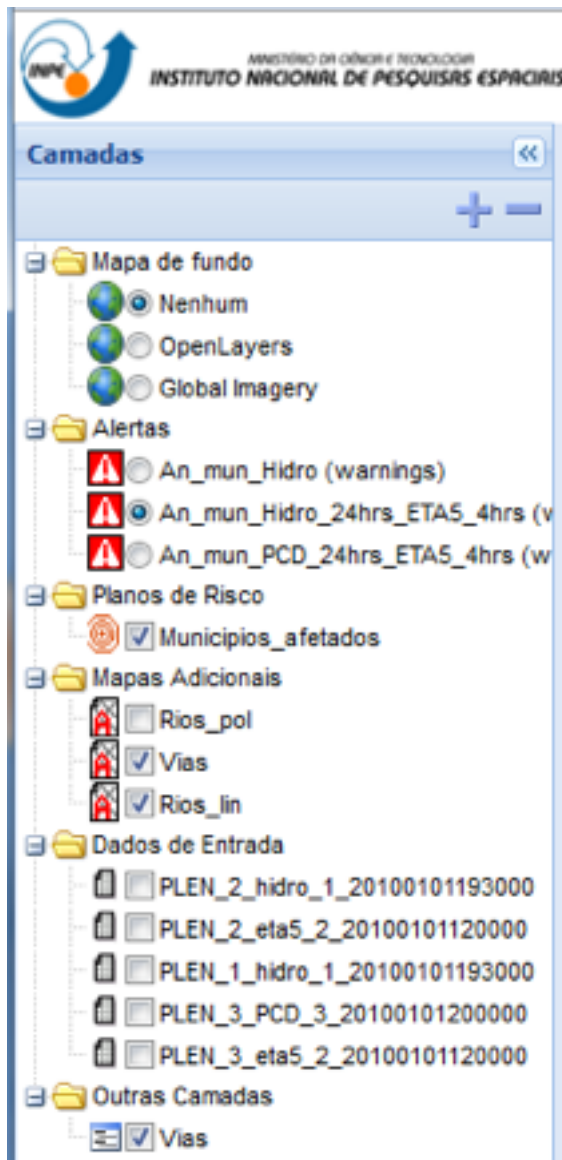 INPE
MINISTÉRIO DA CIÊNCIA E TECNOLOGIA
INSTITUTO NACIONAL DE PESQUISAS ESPACIAIS
Camadas
Mapa de fundo
Nenhum
OpenLayers
Global Imagery
Alertas
An_mun_Hidro (warnings)
An_mun_Hidro_24hrs_ETA5_4hrs (v
An_mun_PCD_24hrs_ETA5_4hrs (w
Planos de Risco
Municipios_afetados
Mapas Adicionais
Rios_pol
Vias
Rios_lin
Dados de Entrada
PLEN_2_hidro_1_20100101193000
PLEN_2_eta5_2_20100101120000
PLEN_1_hidro_1_20100101193000
PLEN_3_PCD_3_20100101200000
PLEN_3_eta5_2_20100101120000
Outras Camadas
Vias